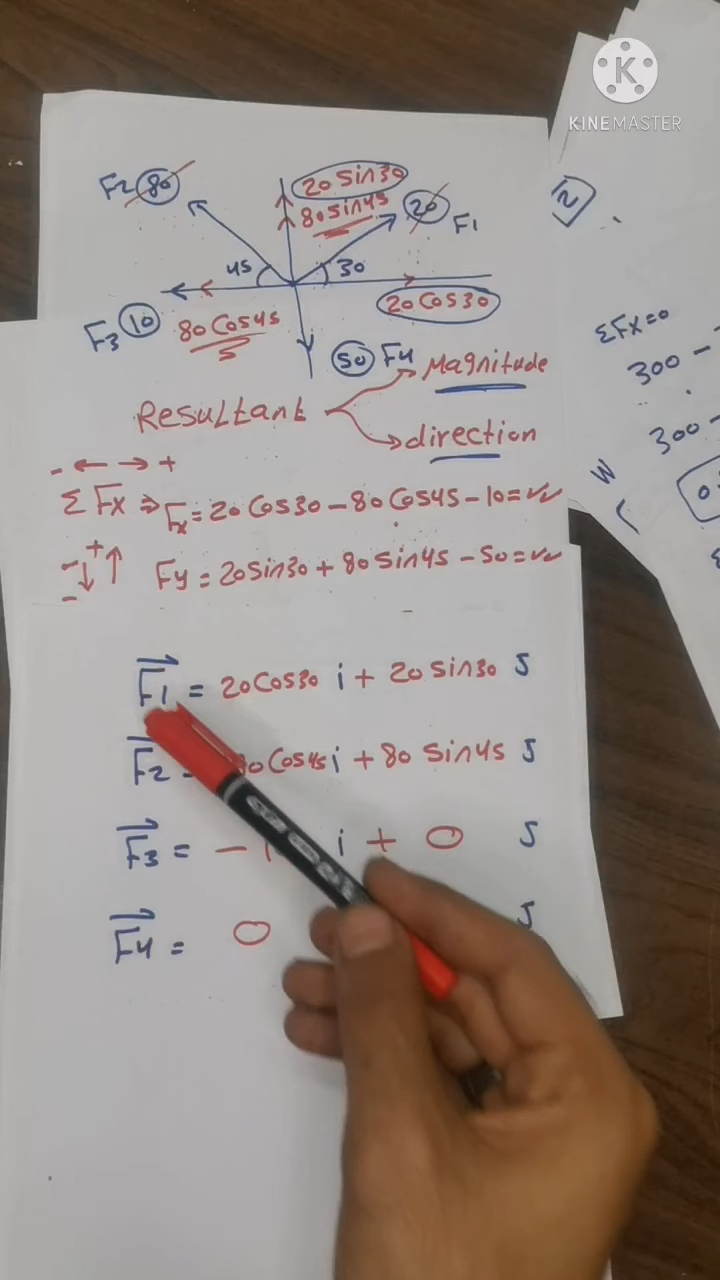 K
KINEMASTER
F2 80
20 sin30
80 sin45
20 F1
2
45
30
F3 10
80 Cos45
20 Cos30
50 F4
ΣFx=0
300 -
Resultant
Magnitude
direction
300 -
- ←→ +
ΣFx ⇒ Fx = 20 Cos30 - 80 Cos45 - 10 =
- ↓ + ↑
Fy = 20 sin30 + 80 sin45 - 50 =
-
F1 = 20 Cos30 i + 20 sin30 J
F2 = Cos45 i + 80 sin45 J
F3 = - i + 0 J
F4 = 0 J